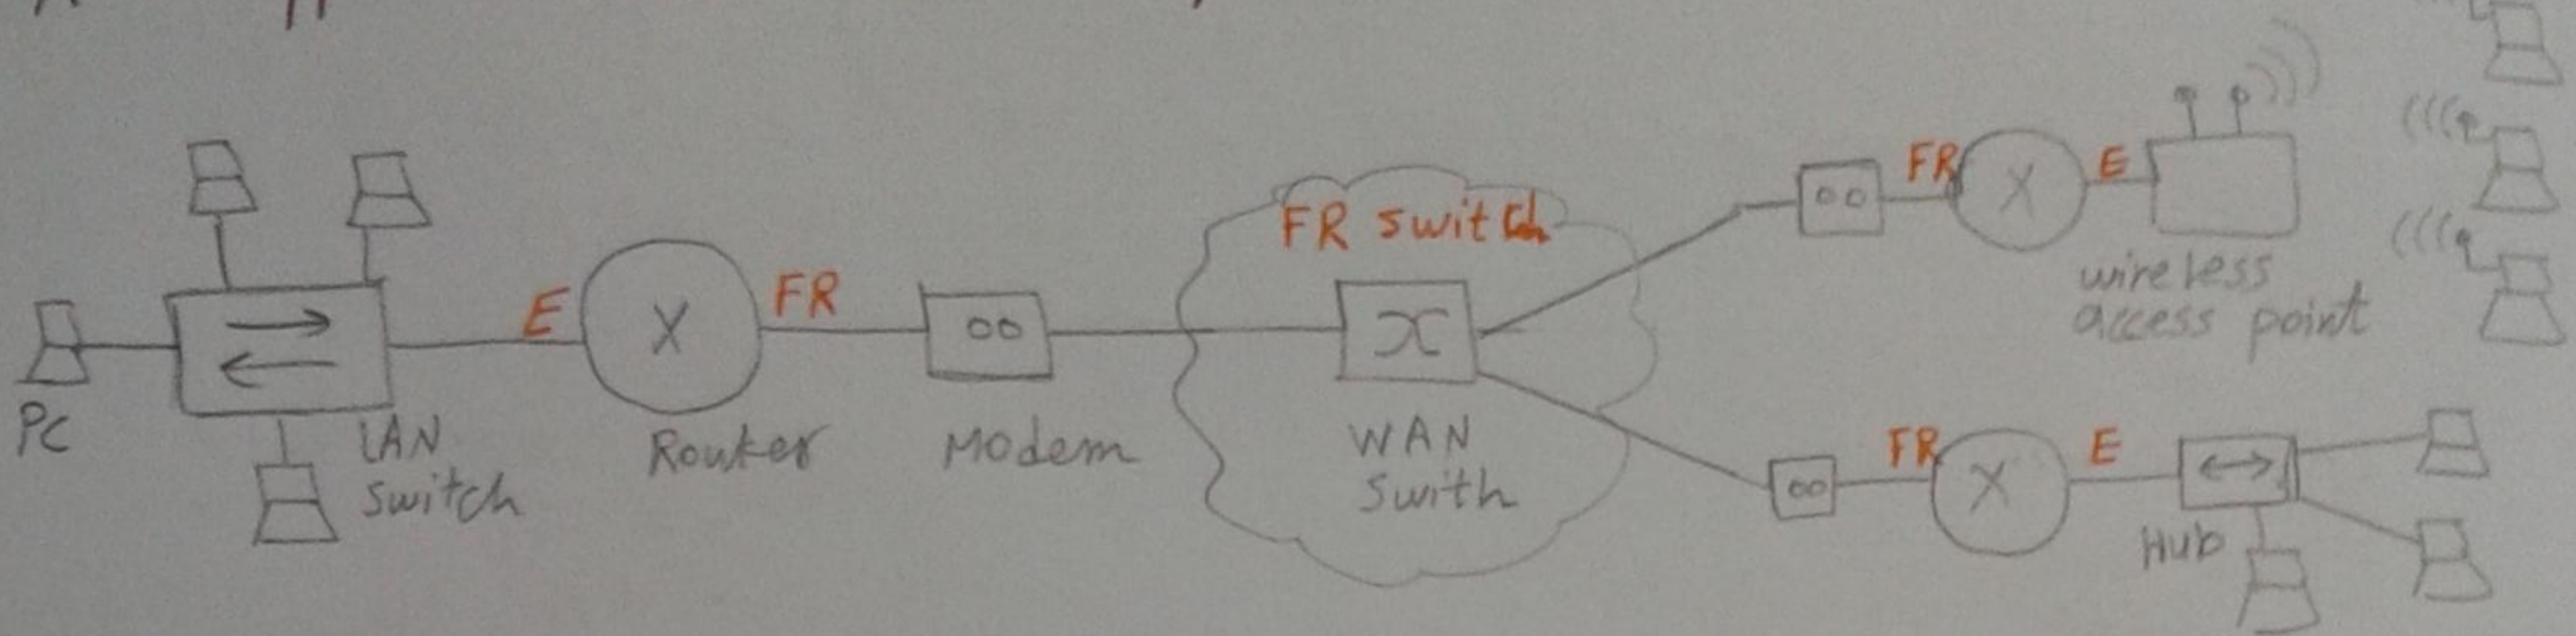 PC
LAN
switch
E
Router
FR
Modem
FR switch
WAN
swith
FR
E
wireless
access point
FR
E
Hub